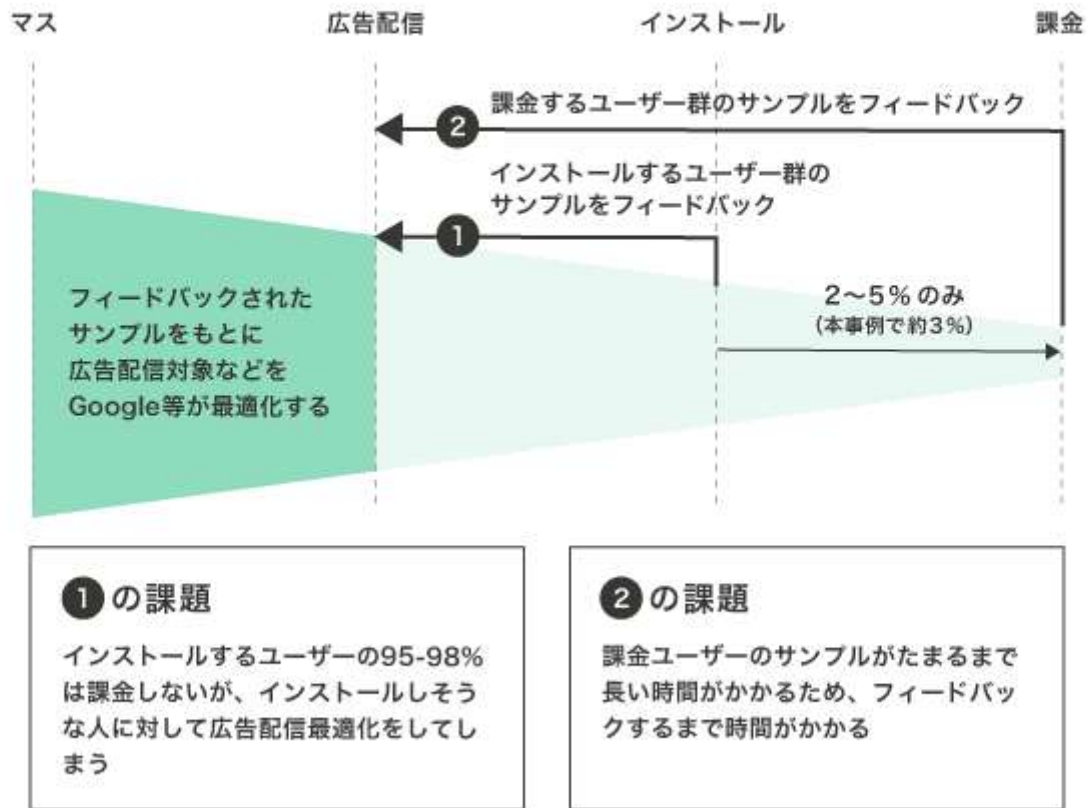 マス
広告配信
インストール
課金
課金するユーザー群のサンプルをフィードバック
2
インストールするユーザー群の
サンプルをフィードバック
1
フィードバックされた
サンプルをもとに
広告配信対象などを
Google等が最適化する
2〜5% のみ
(本事例で約3%)
1 の課題
インストールするユーザーの95-98%
は課金しないが、インストールしそう
な人に対して広告配信最適化をしてし
まう
2 の課題
課金ユーザーのサンプルがたまるまで
長い時間がかかるため、フィードバッ
クするまで時間がかかる